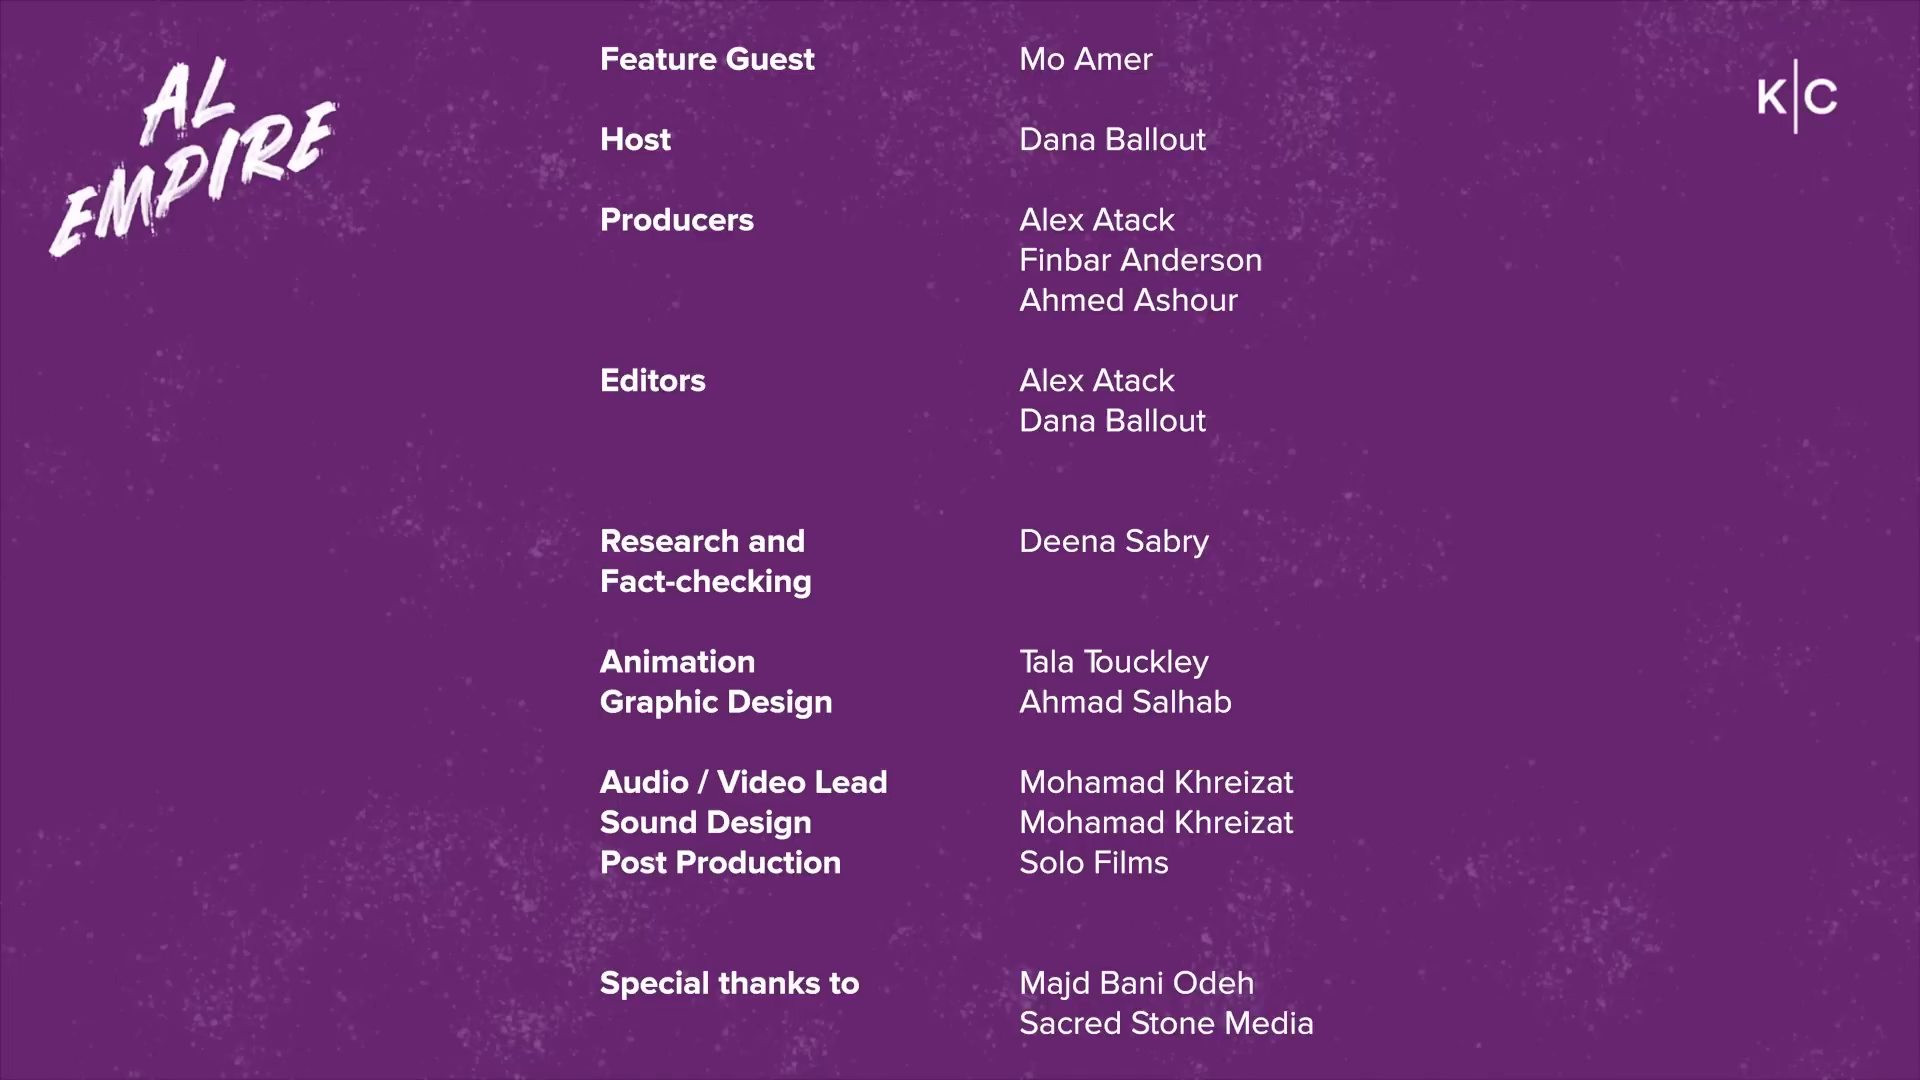 AL
EMPIRE
K|C
Feature Guest Mo Amer
Host Dana Ballout
Producers Alex Atack
Finbar Anderson
Ahmed Ashour
Editors Alex Atack
Dana Ballout
Research and Deena Sabry
Fact-checking
Animation Tala Touckley
Graphic Design Ahmad Salhab
Audio / Video Lead Mohamad Khreizat
Sound Design Mohamad Khreizat
Post Production Solo Films
Special thanks to Majd Bani Odeh
Sacred Stone Media